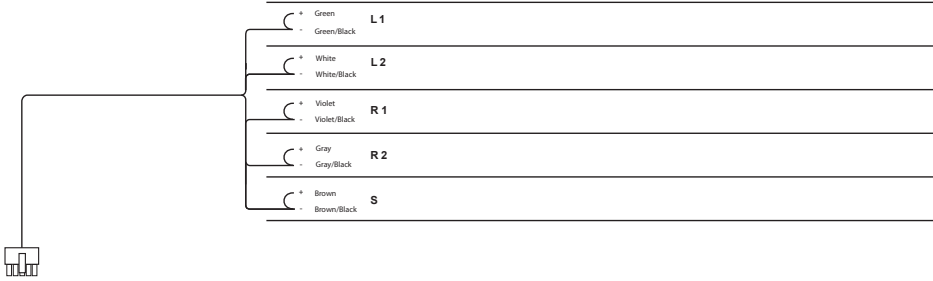 + Green L 1
- Green/Black
+ White L 2
- White/Black
+ Violet R 1
- Violet/Black
+ Gray R 2
- Gray/Black
+ Brown S
- Brown/Black